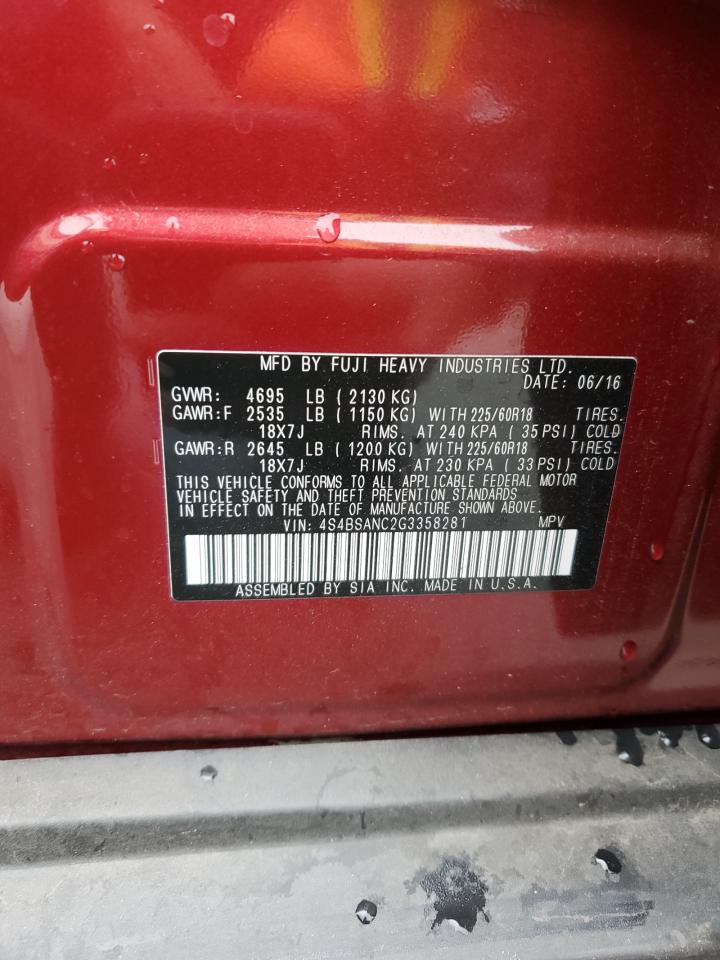 MFD BY FUJI HEAVY INDUSTRIES LTD.
DATE: 06/16
GVWR: 4695 LB ( 2130 KG)
GAWR:F 2535 LB ( 1150 KG) WITH 225/60R18 TIRES.
18X7J RIMS. AT 240 KPA ( 35 PSI) COLD
GAWR:R 2645 LB ( 1200 KG) WITH 225/60R18 TIRES.
18X7J RIMS. AT 230 KPA ( 33 PSI) COLD
THIS VEHICLE CONFORMS TO ALL APPLICABLE FEDERAL MOTOR
VEHICLE SAFETY AND THEFT PREVENTION STANDARDS
IN EFFECT ON THE DATE OF MANUFACTURE SHOWN ABOVE.
VIN: 4S4BSANC2G3358281 MPV
ASSEMBLED BY SIA INC. MADE IN U.S.A.